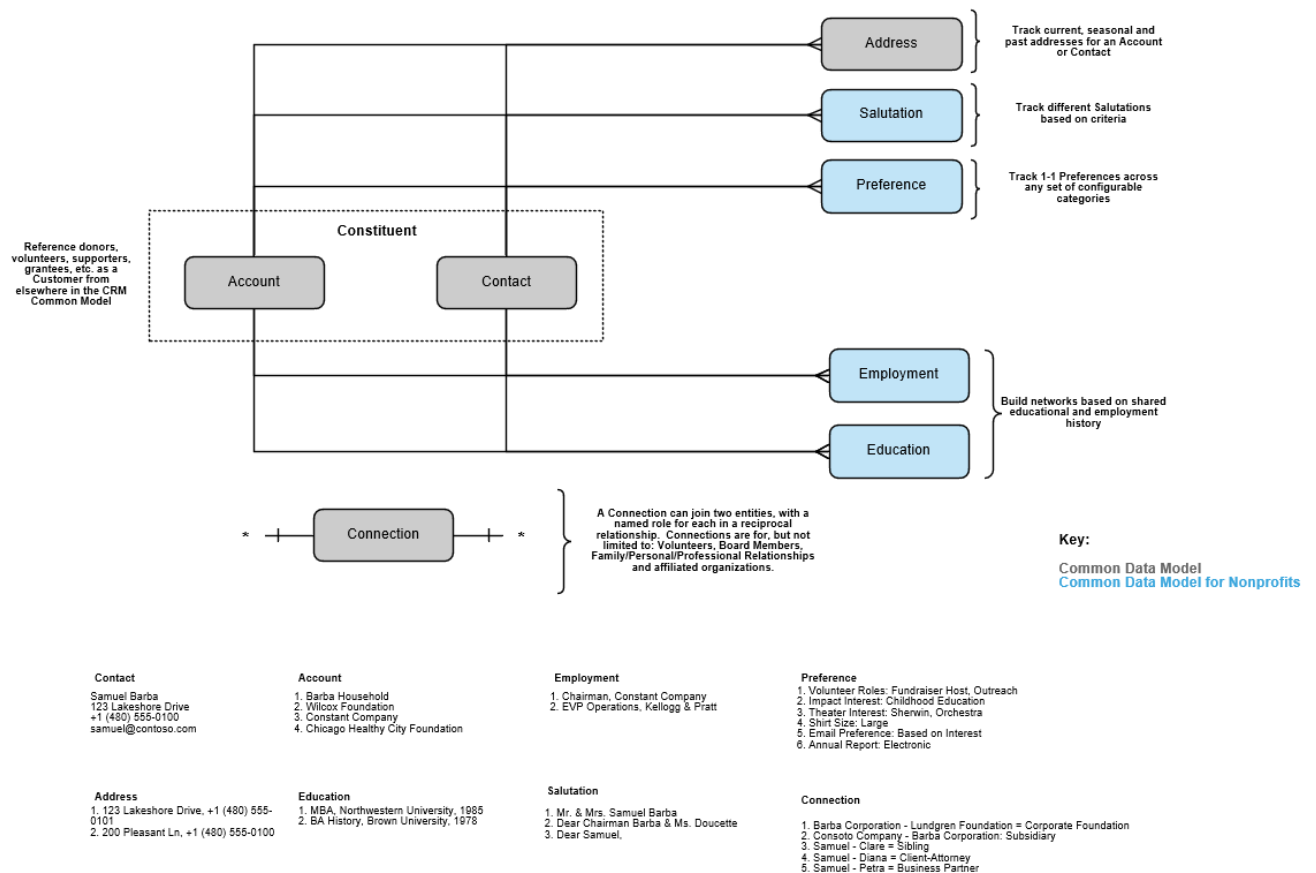 Address
Track current, seasonal and
past addresses for an Account
or Contact
Salutation
Track different Salutations
based on criteria
Preference
Track 1-1 Preferences across
any set of configurable
categories
Constituent
Reference donors,
volunteers, supporters,
grantees, etc. as a
Customer from
elsewhere in the CRM
Common Model
Account
Contact
Employment
Build networks based on shared
educational and employment
history
Education
* Connection *
A Connection can join two entities, with a
named role for each in a reciprocal
relationship. Connections are for, but not
limited to: Volunteers, Board Members,
Family/Personal/Professional Relationships
and affiliated organizations.
Key:
Common Data Model
Common Data Model for Nonprofits
Contact
Samuel Barba
123 Lakeshore Drive
+1 (480) 555-0100
samuel@contoso.com
Account
1. Barba Household
2. Wilcox Foundation
3. Constant Company
4. Chicago Healthy City Foundation
Employment
1. Chairman, Constant Company
2. EVP Operations, Kellogg & Pratt
Preference
1. Volunteer Roles: Fundraiser Host, Outreach
2. Impact Interest: Childhood Education
3. Theater Interest: Sherwin, Orchestra
4. Shirt Size: Large
5. Email Preference: Based on Interest
6. Annual Report: Electronic
Address
1. 123 Lakeshore Drive, +1 (480) 555-
0101
2. 200 Pleasant Ln, +1 (480) 555-0100
Education
1. MBA, Northwestern University, 1985
2. BA History, Brown University, 1978
Salutation
1. Mr. & Mrs. Samuel Barba
2. Dear Chairman Barba & Ms. Doucette
3. Dear Samuel,
Connection
1. Barba Corporation - Lundgren Foundation = Corporate Foundation
2. Consoto Company - Barba Corporation: Subsidiary
3. Samuel - Clare = Sibling
4. Samuel - Diana = Client-Attorney
5. Samuel - Petra = Business Partner